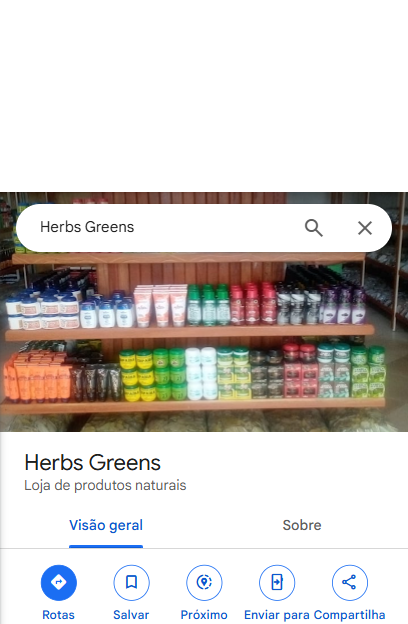 Herbs Greens
Herbs Greens
Loja de produtos naturais
Visão geral
Sobre
Rotas
Salvar
Próximo
Enviar para
Compartilha